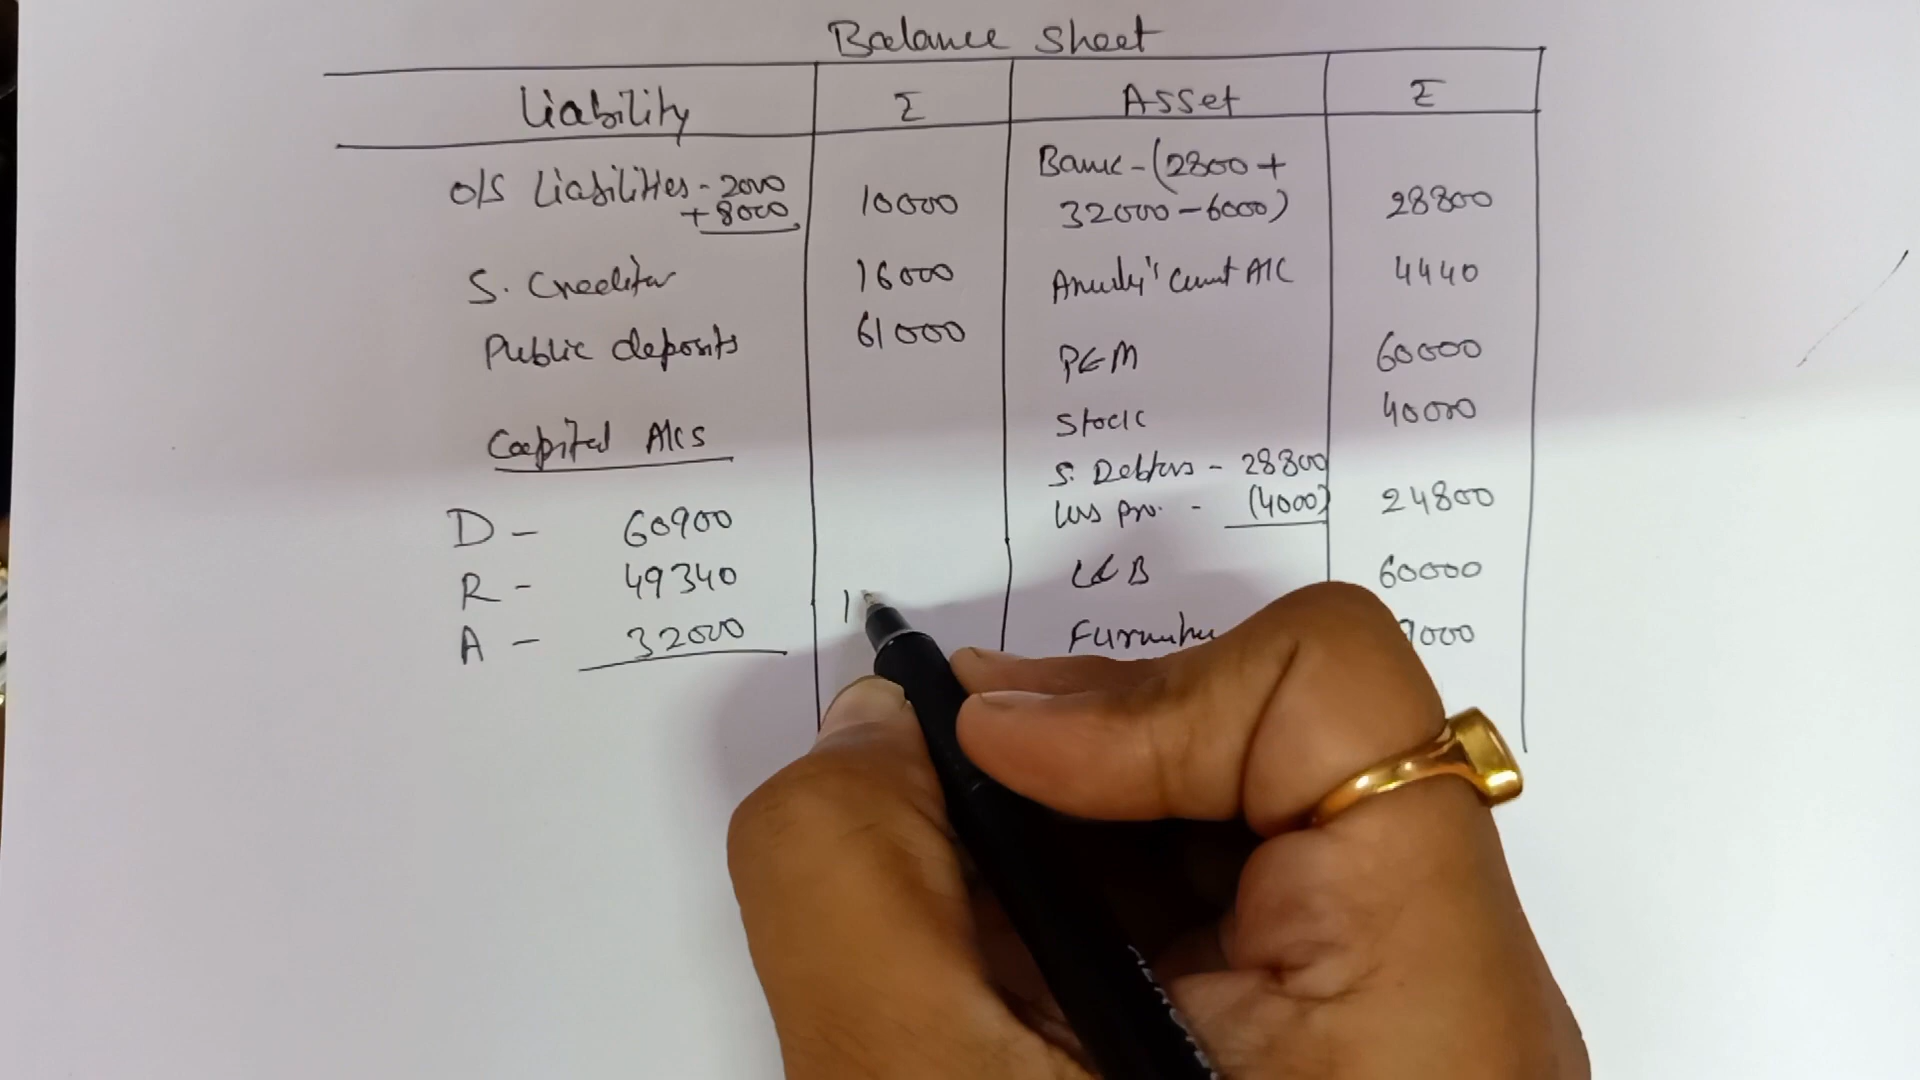 Balance Sheet
Liability ₹ Asset ₹
O/S Liabilities - 2000
+ 8000 10000
Bank - (2800 +
32000 - 6000) 28800
S. Creditor 16000
Current A/C 4440
Public deposits 61000
P&M 60000
Capital A/Cs
Stock 40000
S. Debtors - 28800
less pro. - (4000) 24800
D - 60900
R - 49340
L&B 60000
A - 32000 1